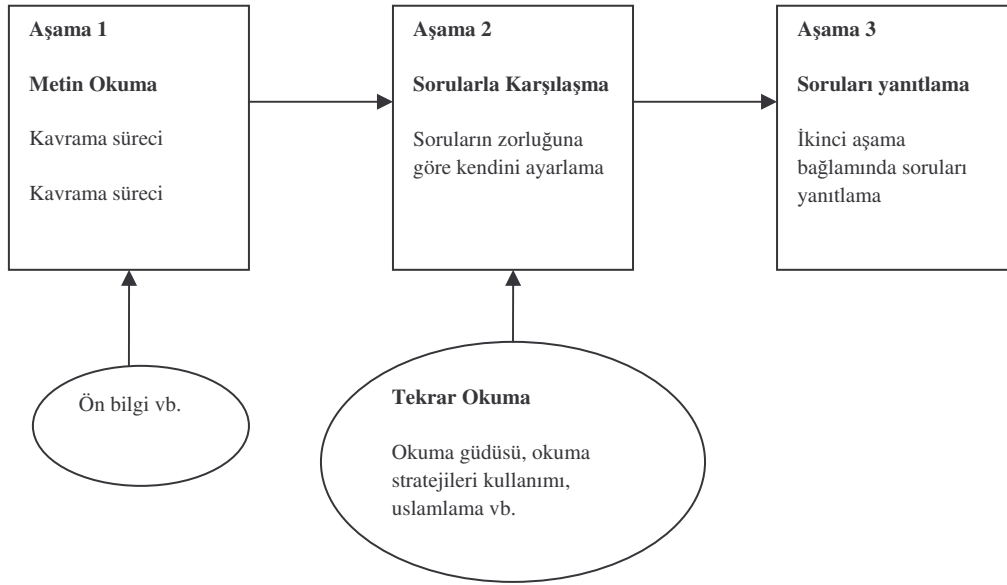 Aşama 1
Metin Okuma
Kavrama süreci
Kavrama süreci
Aşama 2
Sorularla Karşılaşma
Soruların zorluğuna
göre kendini ayarlama
Aşama 3
Soruları yanıtlama
İkinci aşama
bağlamında soruları
yanıtlama
Ön bilgi vb.
Tekrar Okuma
Okuma güdüsü, okuma
stratejileri kullanımı,
uslamlama vb.